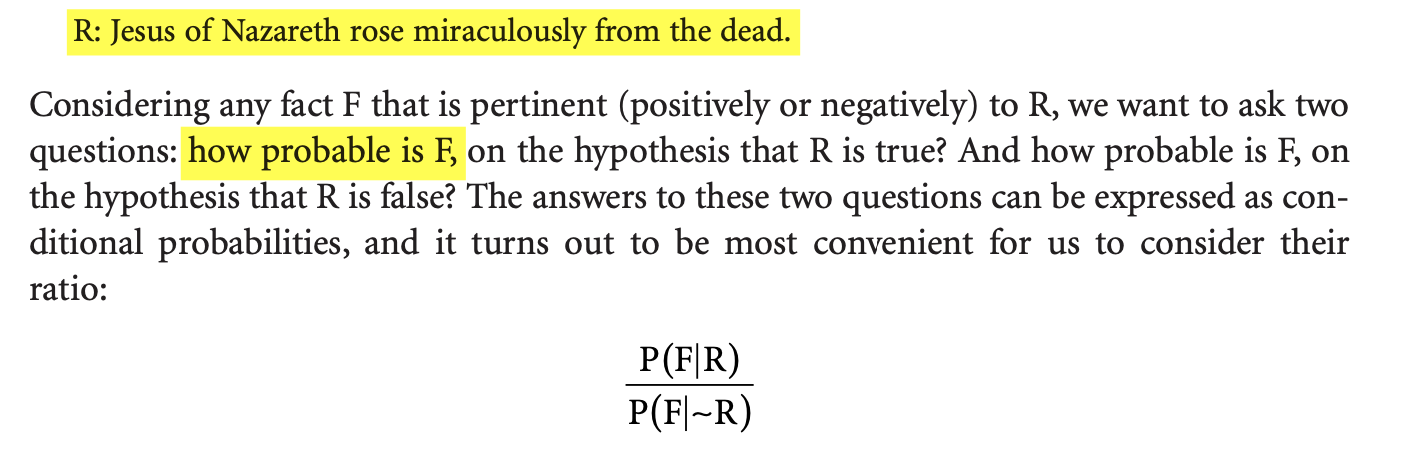 R: Jesus of Nazareth rose miraculously from the dead.
Considering any fact F that is pertinent (positively or negatively) to R, we want to ask two
questions: how probable is F, on the hypothesis that R is true? And how probable is F, on
the hypothesis that R is false? The answers to these two questions can be expressed as con-
ditional probabilities, and it turns out to be most convenient for us to consider their
ratio:
P(F|R)
P(F|~R)